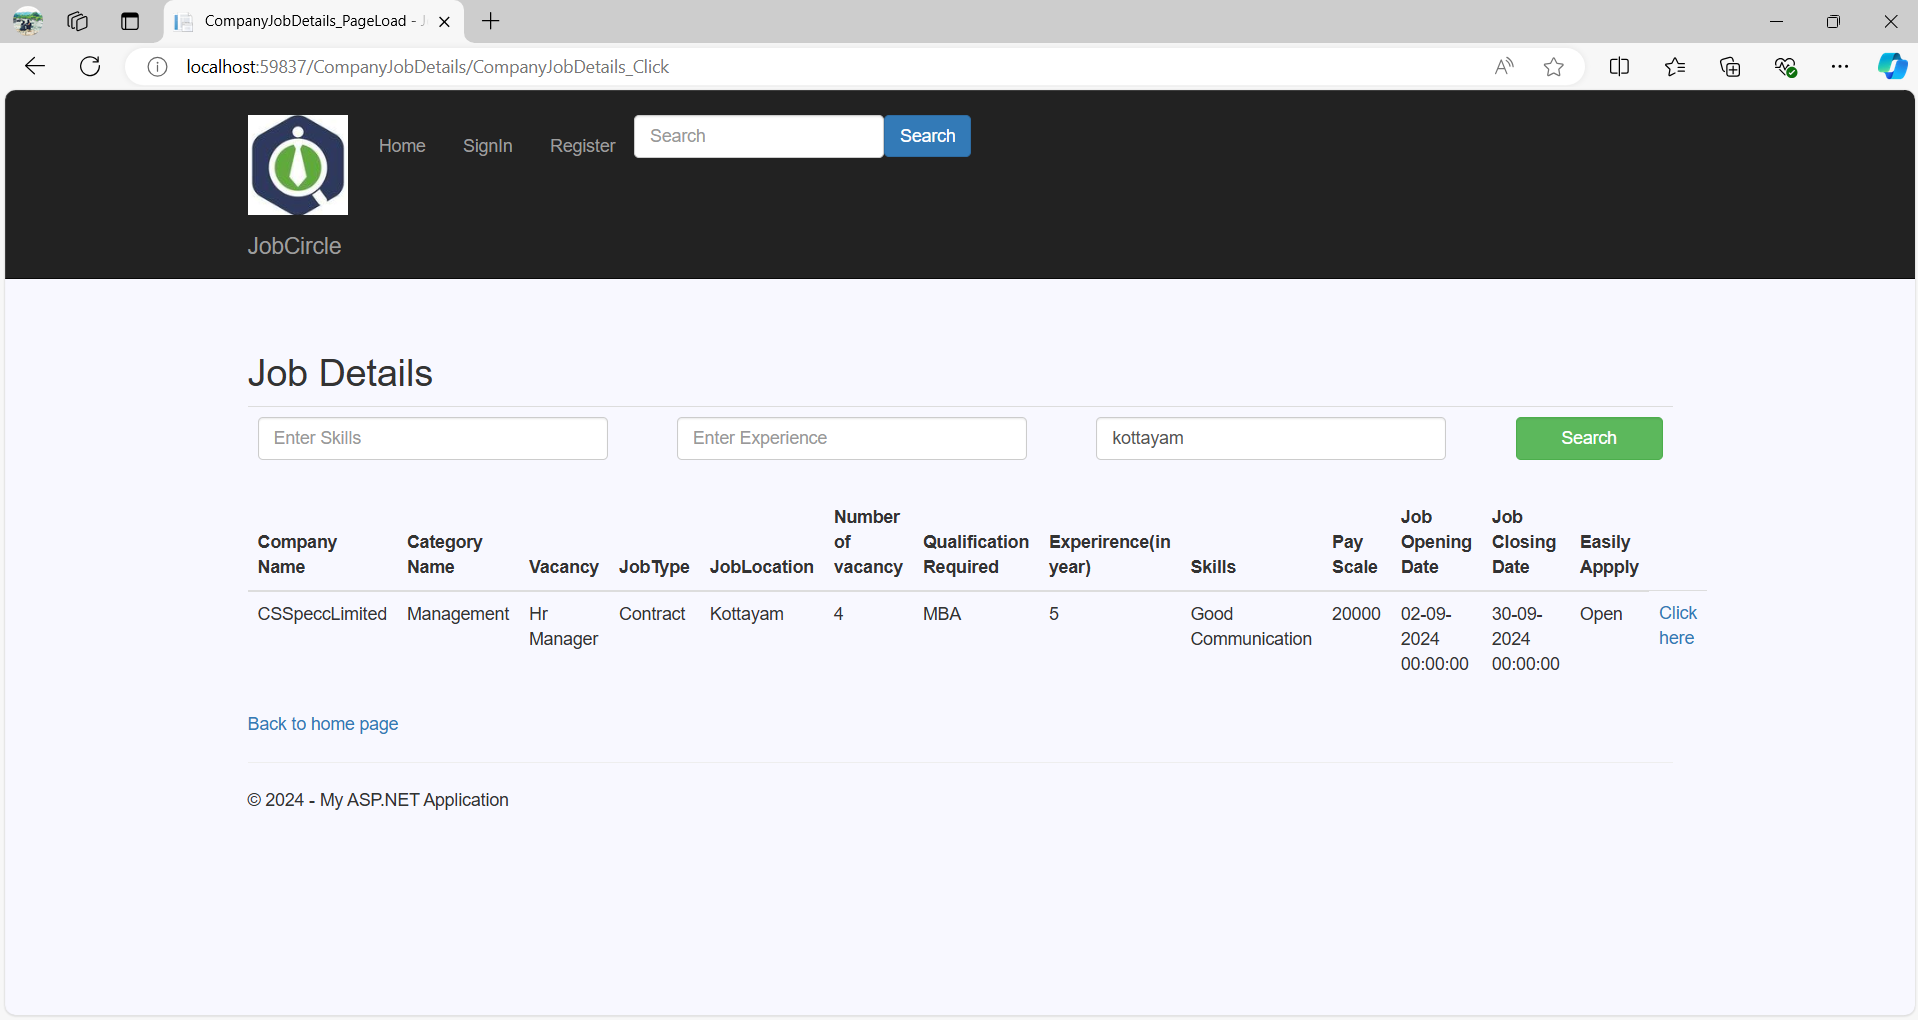 CompanyJobDetails_PageLoad -
localhost:59837/CompanyJobDetails/CompanyJobDetails_Click
Home SignIn Register Search Search
JobCircle
Job Details
Enter Skills Enter Experience kottayam Search
Company Name Category Name Vacancy JobType JobLocation Number of vacancy Qualification Required Experirence(in year) Skills Pay Scale Job Opening Date Job Closing Date Easily Appply
CSSpeccLimited Management Hr Manager Contract Kottayam 4 MBA 5 Good Communication 20000 02-09-2024 00:00:00 30-09-2024 00:00:00 Open Click here
Back to home page
© 2024 - My ASP.NET Application